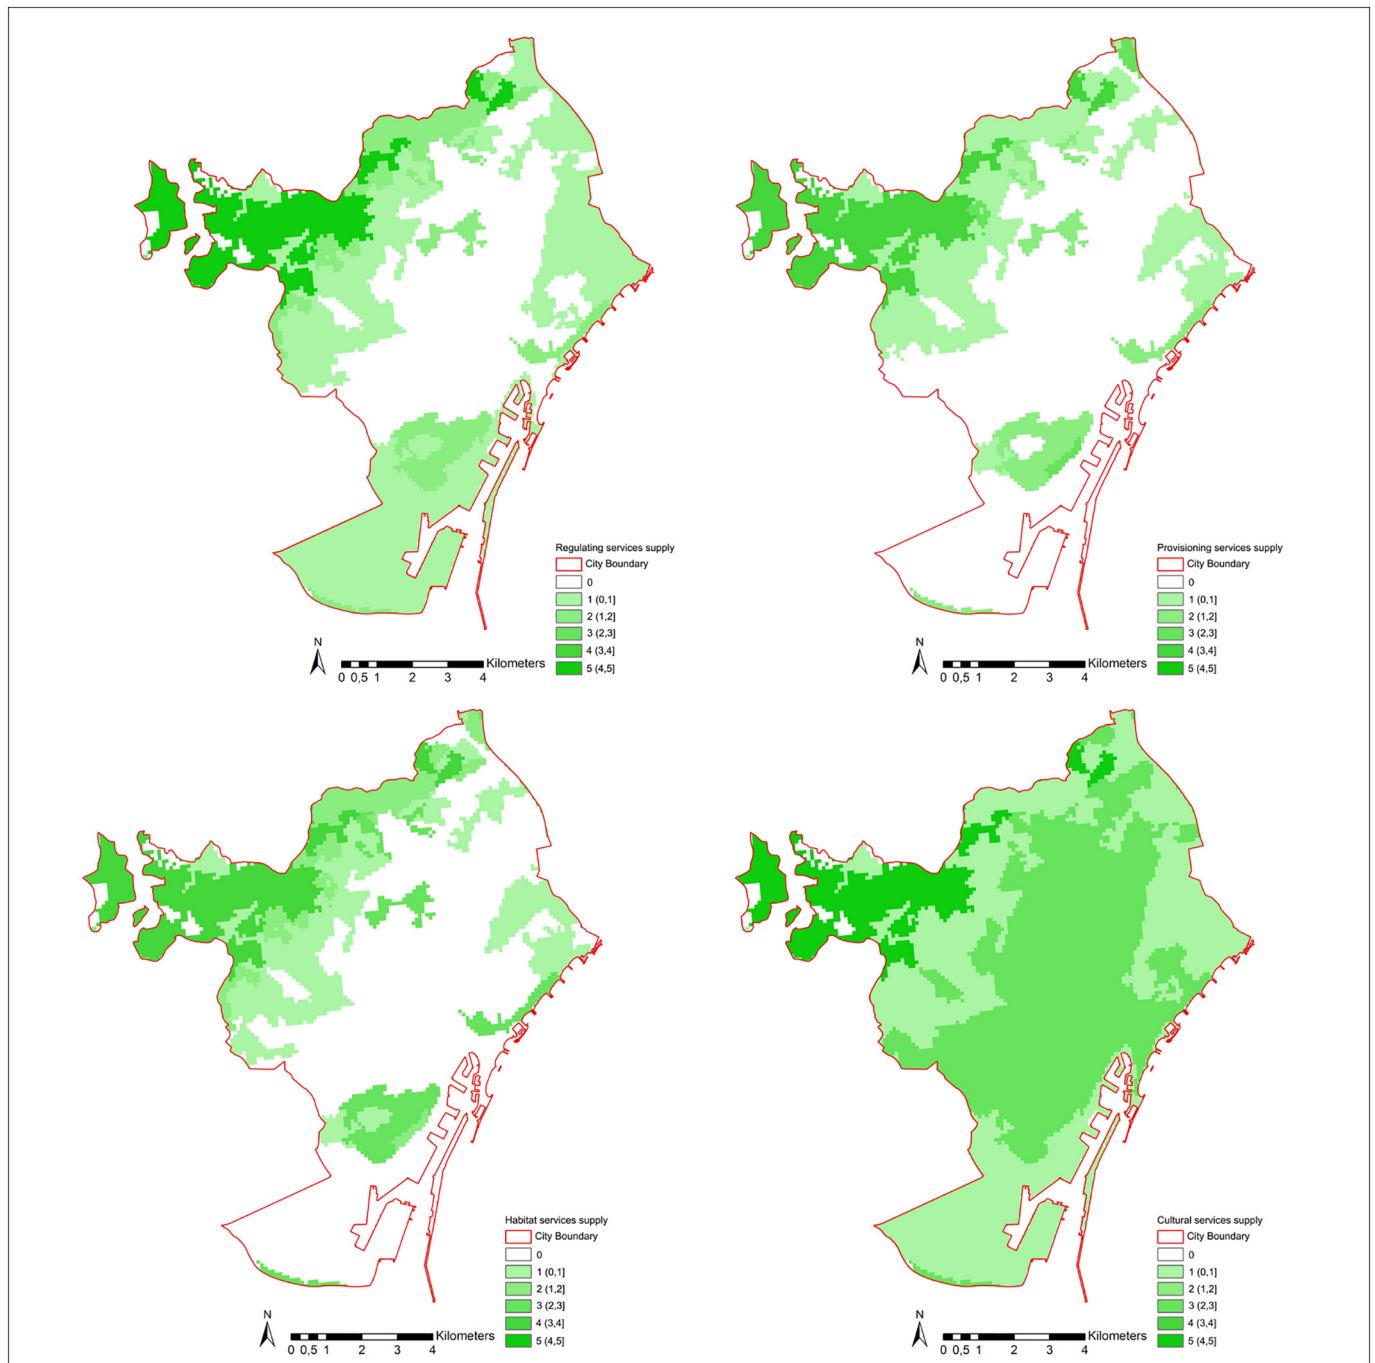 Regulating services supply
City Boundary
0
1 (0,1]
2 (1,2]
3 (2,3]
4 (3,4]
5 (4,5]
N
Kilometers
0 0,5 1 2 3 4
Provisioning services supply
City Boundary
0
1 (0,1]
2 (1,2]
3 (2,3]
4 (3,4]
5 (4,5]
N
Kilometers
0 0,5 1 2 3 4
Habitat services supply
City Boundary
0
1 (0,1]
2 (1,2]
3 (2,3]
4 (3,4]
5 (4,5]
N
Kilometers
0 0,5 1 2 3 4
Cultural services supply
City Boundary
0
1 (0,1]
2 (1,2]
3 (2,3]
4 (3,4]
5 (4,5]
N
Kilometers
0 0,5 1 2 3 4